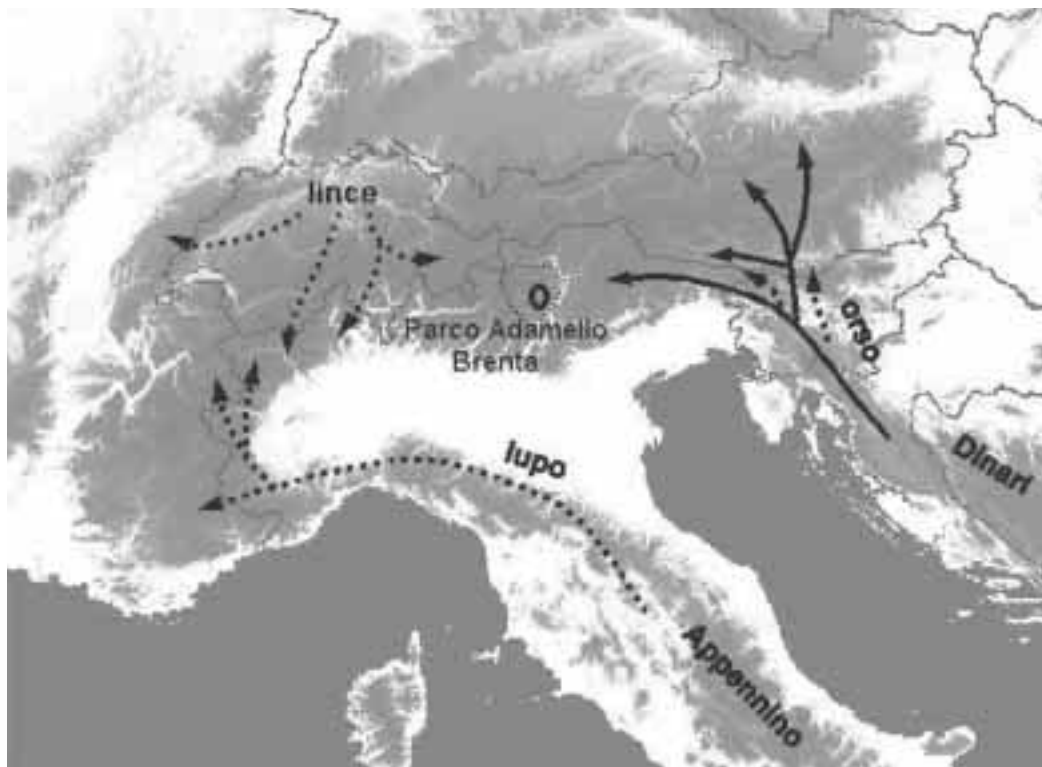 lince
O
Parco Adamello
Brenta
orso
lupo
Dinari
Appennino